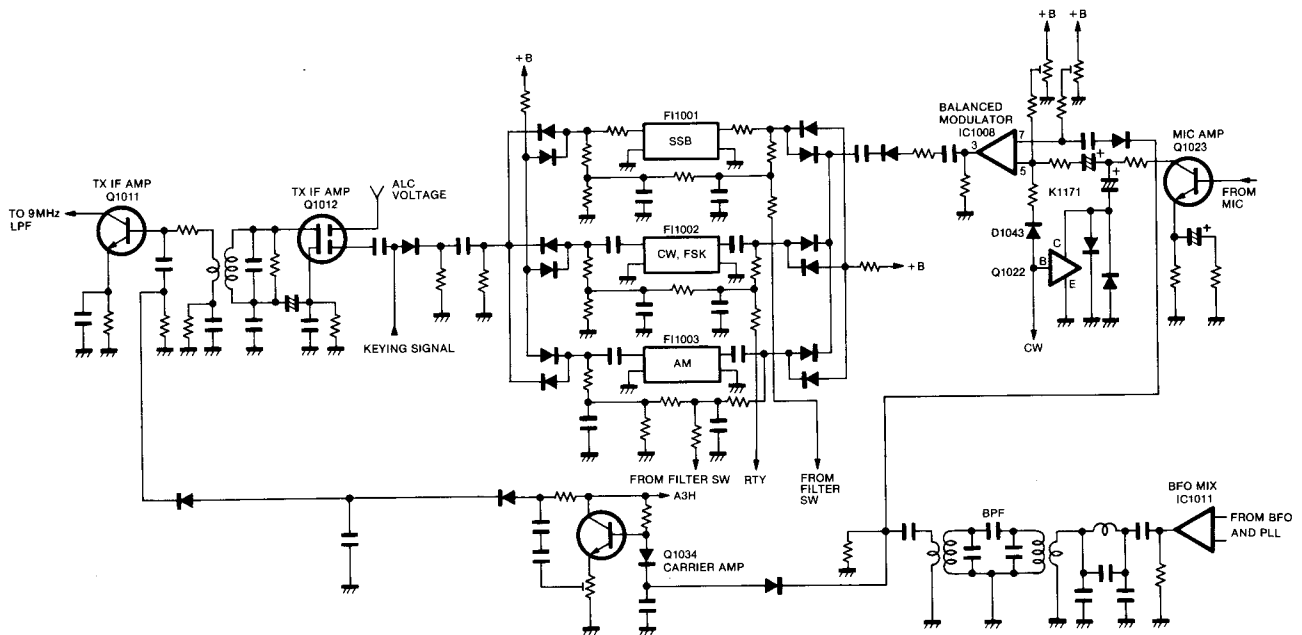 +B
+B
+B
FI1001
SSB
BALANCED
MODULATOR
IC1008
3
7
5
MIC AMP
Q1023
FROM
MIC
K1171
TX IF AMP
Q1011
TO 9MHz
LPF
TX IF AMP
Q1012
ALC
VOLTAGE
FI1002
CW, FSK
+B
D1043
Q1022
B
C
E
CW
KEYING SIGNAL
FI1003
AM
FROM FILTER SW
RTY
FROM
FILTER
SW
A3H
Q1034
CARRIER AMP
BPF
BFO MIX
IC1011
FROM BFO
AND PLL